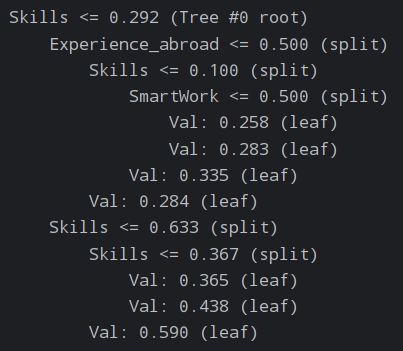 Skills <= 0.292 (Tree #0 root)
Experience_abroad <= 0.500 (split)
Skills <= 0.100 (split)
SmartWork <= 0.500 (split)
Val: 0.258 (leaf)
Val: 0.283 (leaf)
Val: 0.335 (leaf)
Val: 0.284 (leaf)
Skills <= 0.633 (split)
Skills <= 0.367 (split)
Val: 0.365 (leaf)
Val: 0.438 (leaf)
Val: 0.590 (leaf)